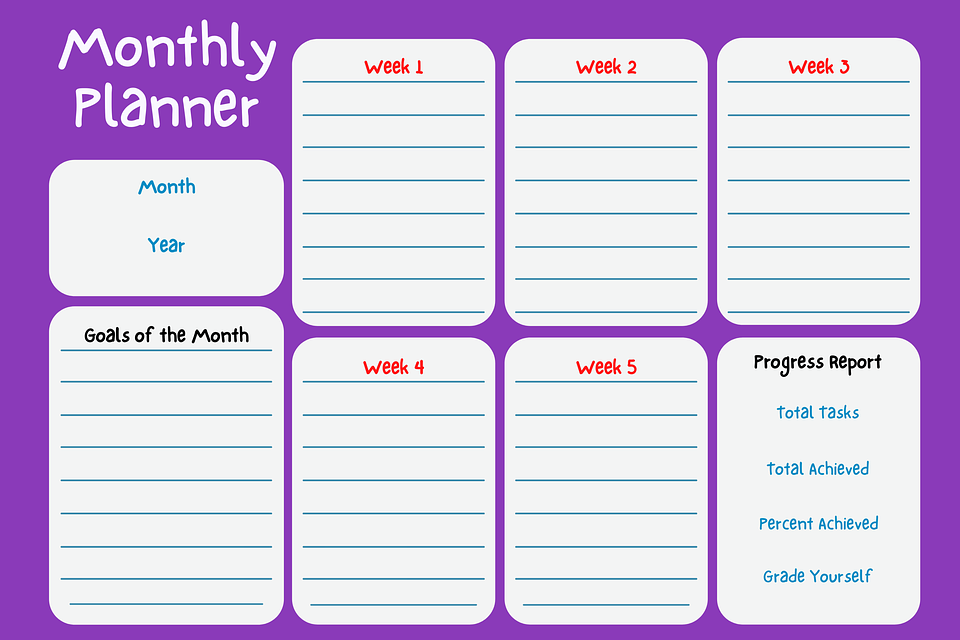 Monthly
Planner
Month
Year
Goals of the Month
Week 1
Week 2
Week 3
Week 4
Week 5
Progress Report
Total Tasks
Total Achieved
Percent Achieved
Grade Yourself